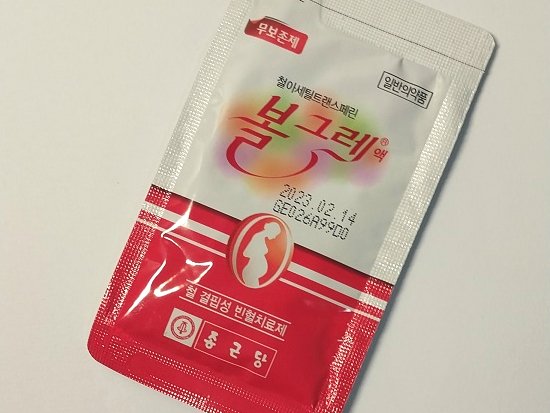 무보존제
일반의약품
철아세틸트랜스페린
볼그레® 액
2023.02.14
GE026A99D0
철 결핍성 빈혈치료제
종근당